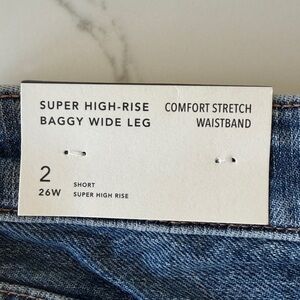 SUPER HIGH-RISE
BAGGY WIDE LEG
COMFORT STRETCH
WAISTBAND
2
26W
SHORT
SUPER HIGH RISE